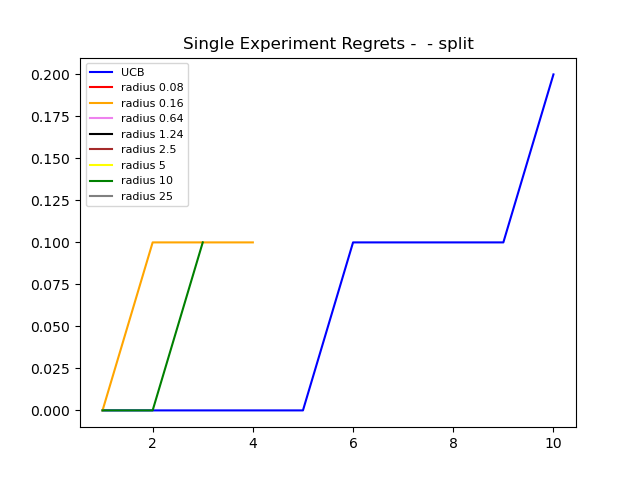 Single Experiment Regrets -  - split
UCB
radius 0.08
radius 0.16
radius 0.64
radius 1.24
radius 2.5
radius 5
radius 10
radius 25
0.200
0.175
0.150
0.125
0.100
0.075
0.050
0.025
0.000
2 4 6 8 10